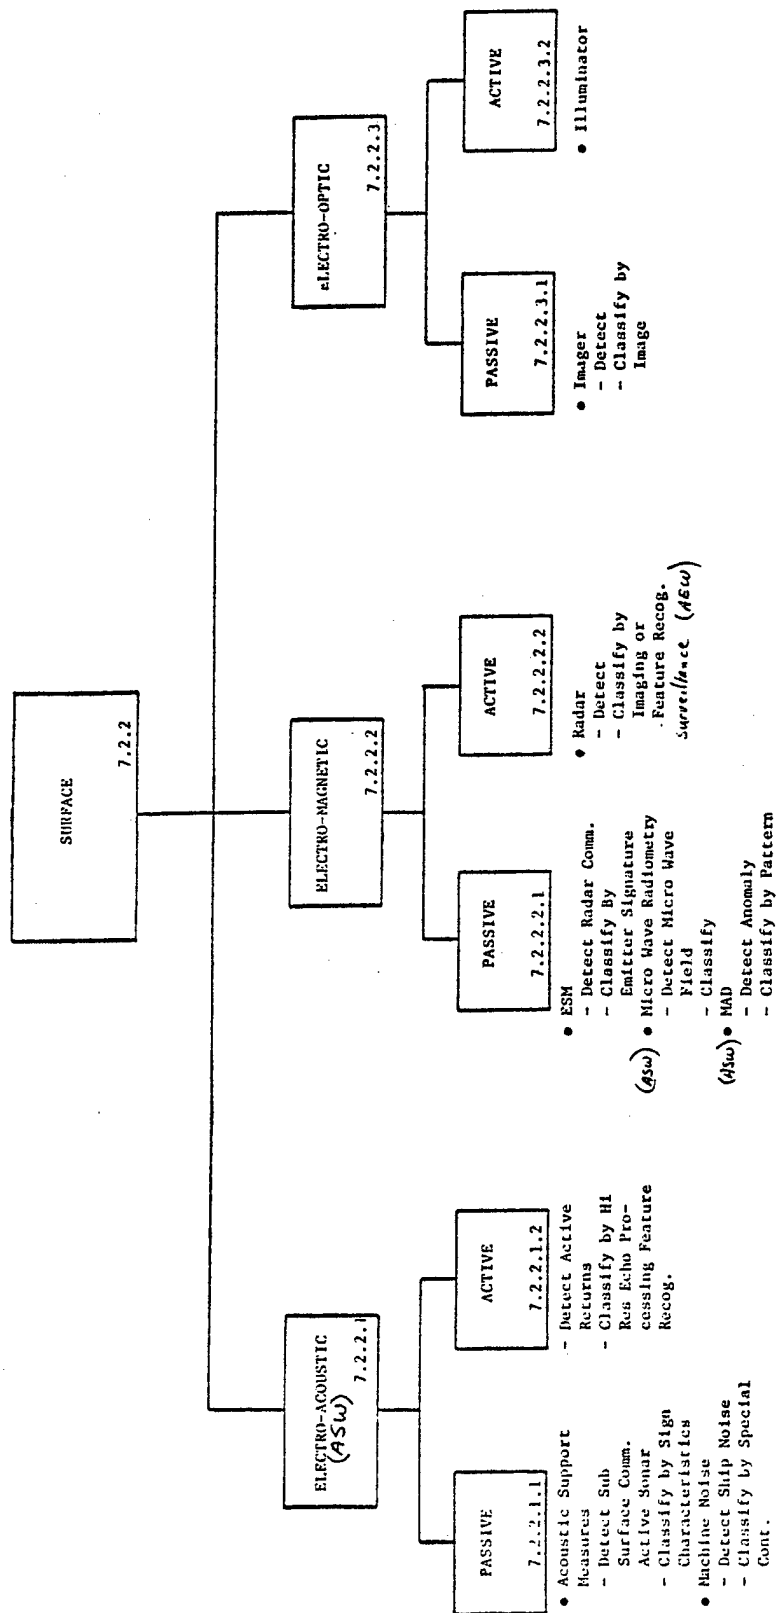 SURFACE
7.2.2
ELECTRO-ACOUSTIC
(ASW)
7.2.2.1
ELECTRO-MAGNETIC
7.2.2.2
ELECTRO-OPTIC
7.2.2.3
PASSIVE
7.2.2.1.1
ACTIVE
7.2.2.1.2
PASSIVE
7.2.2.2.1
ACTIVE
7.2.2.2.2
PASSIVE
7.2.2.3.1
ACTIVE
7.2.2.3.2
• Acoustic Support
Measures
- Detect Sub
Surface Comm.
Active Sonar
- Classify by Sign
Characteristics
• Machine Noise
- Detect Ship Noise
- Classify by Special
Cont.
- Detect Active
Returns
- Classify by Hi
Res Echo Pro-
cessing Feature
Recog.
• ESM
- Detect Radar Comm.
- Classify By
Emitter Signature
(ASW) • Micro Wave Radiometry
- Detect Micro Wave
Field
- Classify
(ASW) • MAD
- Detect Anomaly
- Classify by Pattern
• Radar
- Detect
- Classify by
Imaging or
Feature Recog.
Surveillance (AEW)
• Imager
- Detect
- Classify by
Image
• Illuminator